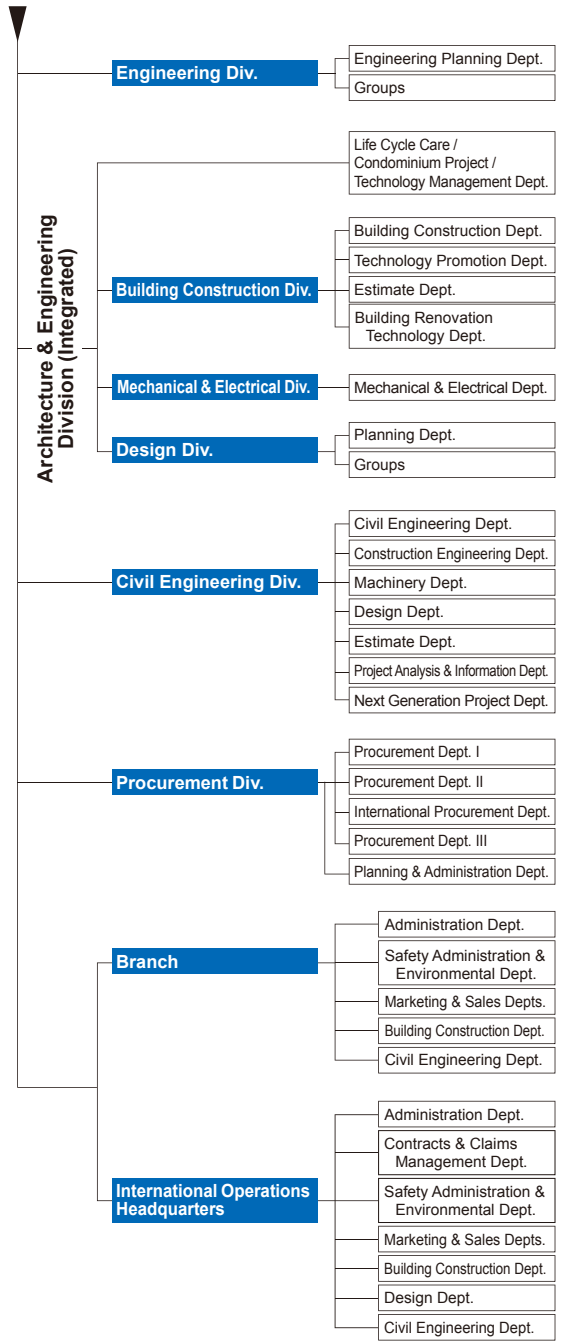 Engineering Div.
Engineering Planning Dept.
Groups
Architecture & Engineering
Division (Integrated)
Life Cycle Care /
Condominium Project /
Technology Management Dept.
Building Construction Div.
Building Construction Dept.
Technology Promotion Dept.
Estimate Dept.
Building Renovation
Technology Dept.
Mechanical & Electrical Div.
Mechanical & Electrical Dept.
Design Div.
Planning Dept.
Groups
Civil Engineering Div.
Civil Engineering Dept.
Construction Engineering Dept.
Machinery Dept.
Design Dept.
Estimate Dept.
Project Analysis & Information Dept.
Next Generation Project Dept.
Procurement Div.
Procurement Dept. I
Procurement Dept. II
International Procurement Dept.
Procurement Dept. III
Planning & Administration Dept.
Branch
Administration Dept.
Safety Administration &
Environmental Dept.
Marketing & Sales Depts.
Building Construction Dept.
Civil Engineering Dept.
International Operations
Headquarters
Administration Dept.
Contracts & Claims
Management Dept.
Safety Administration &
Environmental Dept.
Marketing & Sales Depts.
Building Construction Dept.
Design Dept.
Civil Engineering Dept.